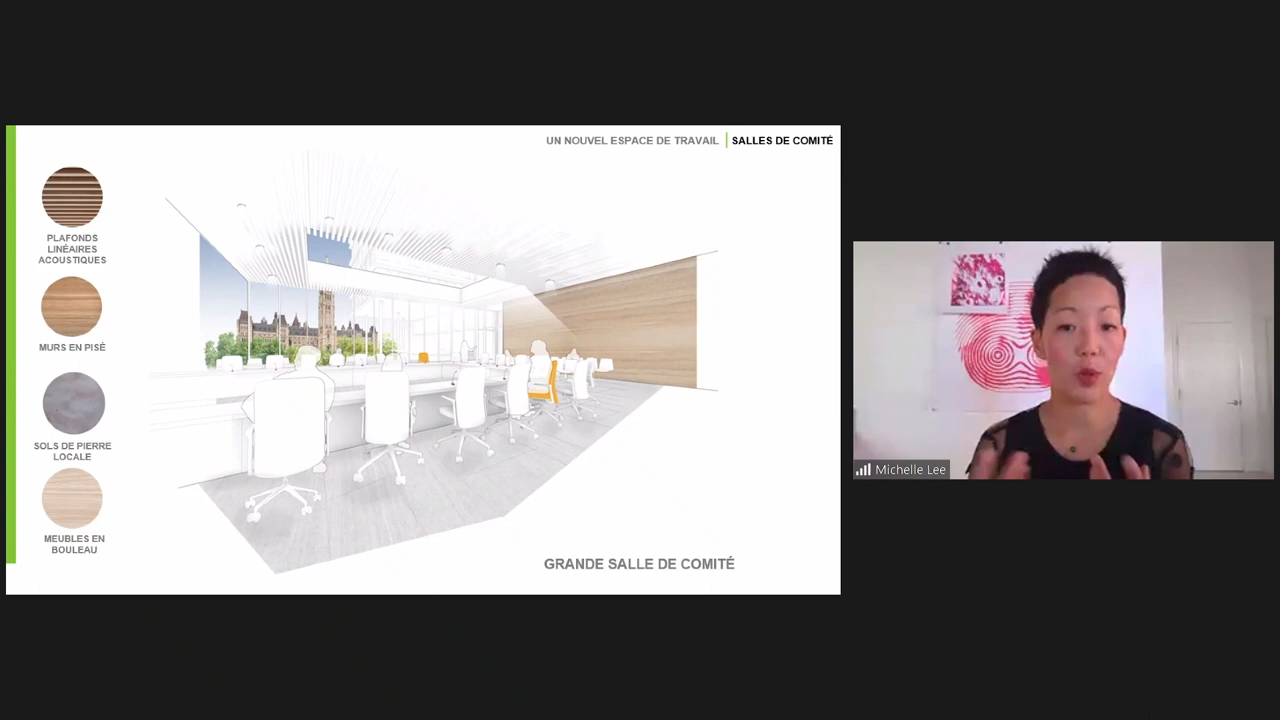 UN NOUVEL ESPACE DE TRAVAIL | SALLES DE COMITÉ
PLAFONDS
LINÉAIRES
ACOUSTIQUES
MURS EN PISÉ
SOLS DE PIERRE
LOCALE
MEUBLES EN
BOULEAU
GRANDE SALLE DE COMITÉ
Michelle Lee